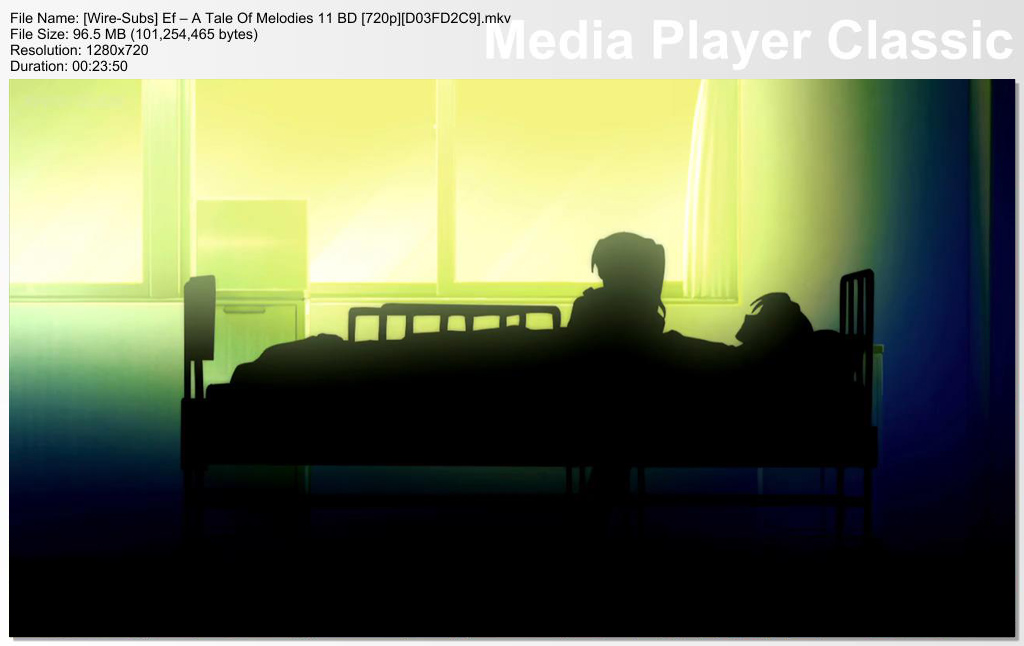 File Name: [Wire-Subs] Ef – A Tale Of Melodies 11 BD [720p][D03FD2C9].mkv
File Size: 96.5 MB (101,254,465 bytes)
Resolution: 1280x720
Duration: 00:23:50
Media Player Classic